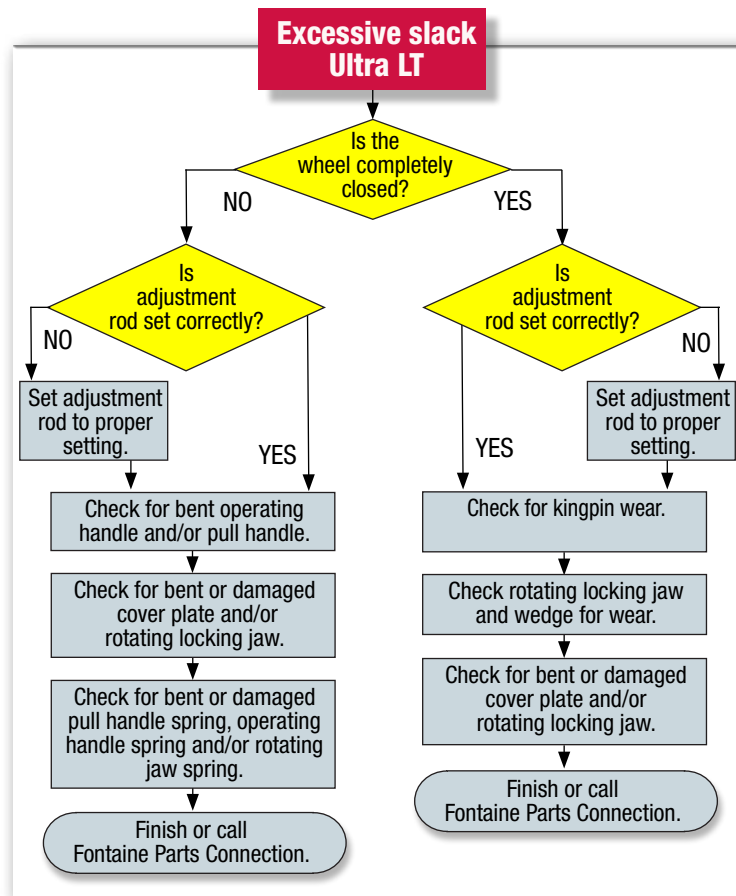 Excessive slack
Ultra LT
Is the
wheel completely
closed?
NO
YES
Is
adjustment
rod set correctly?
NO
Set adjustment
rod to proper
setting.
YES
Check for bent operating
handle and/or pull handle.
Check for bent or damaged
cover plate and/or
rotating locking jaw.
Check for bent or damaged
pull handle spring, operating
handle spring and/or rotating
jaw spring.
Finish or call
Fontaine Parts Connection.
Is
adjustment
rod set correctly?
NO
Set adjustment
rod to proper
setting.
YES
Check for kingpin wear.
Check rotating locking jaw
and wedge for wear.
Check for bent or damaged
cover plate and/or
rotating locking jaw.
Finish or call
Fontaine Parts Connection.